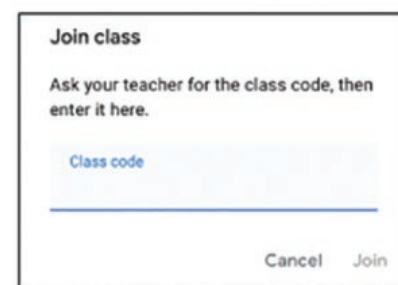 Join class
Ask your teacher for the class code, then
enter it here.
Class code
Cancel Join